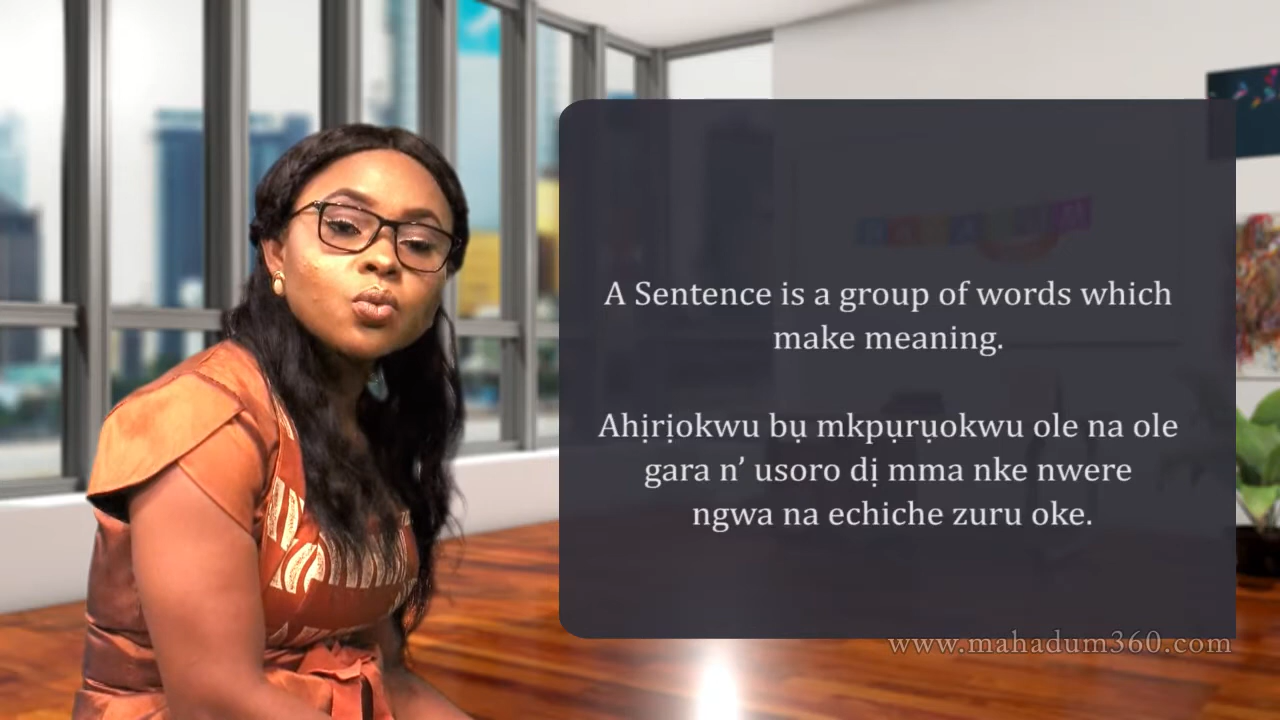 A Sentence is a group of words which
make meaning.
Ahịrịokwu bụ mkpụrụokwu ole na ole
gara n’ usoro dị mma nke nwere
ngwa na echiche zuru oke.
www.mahadum360.com